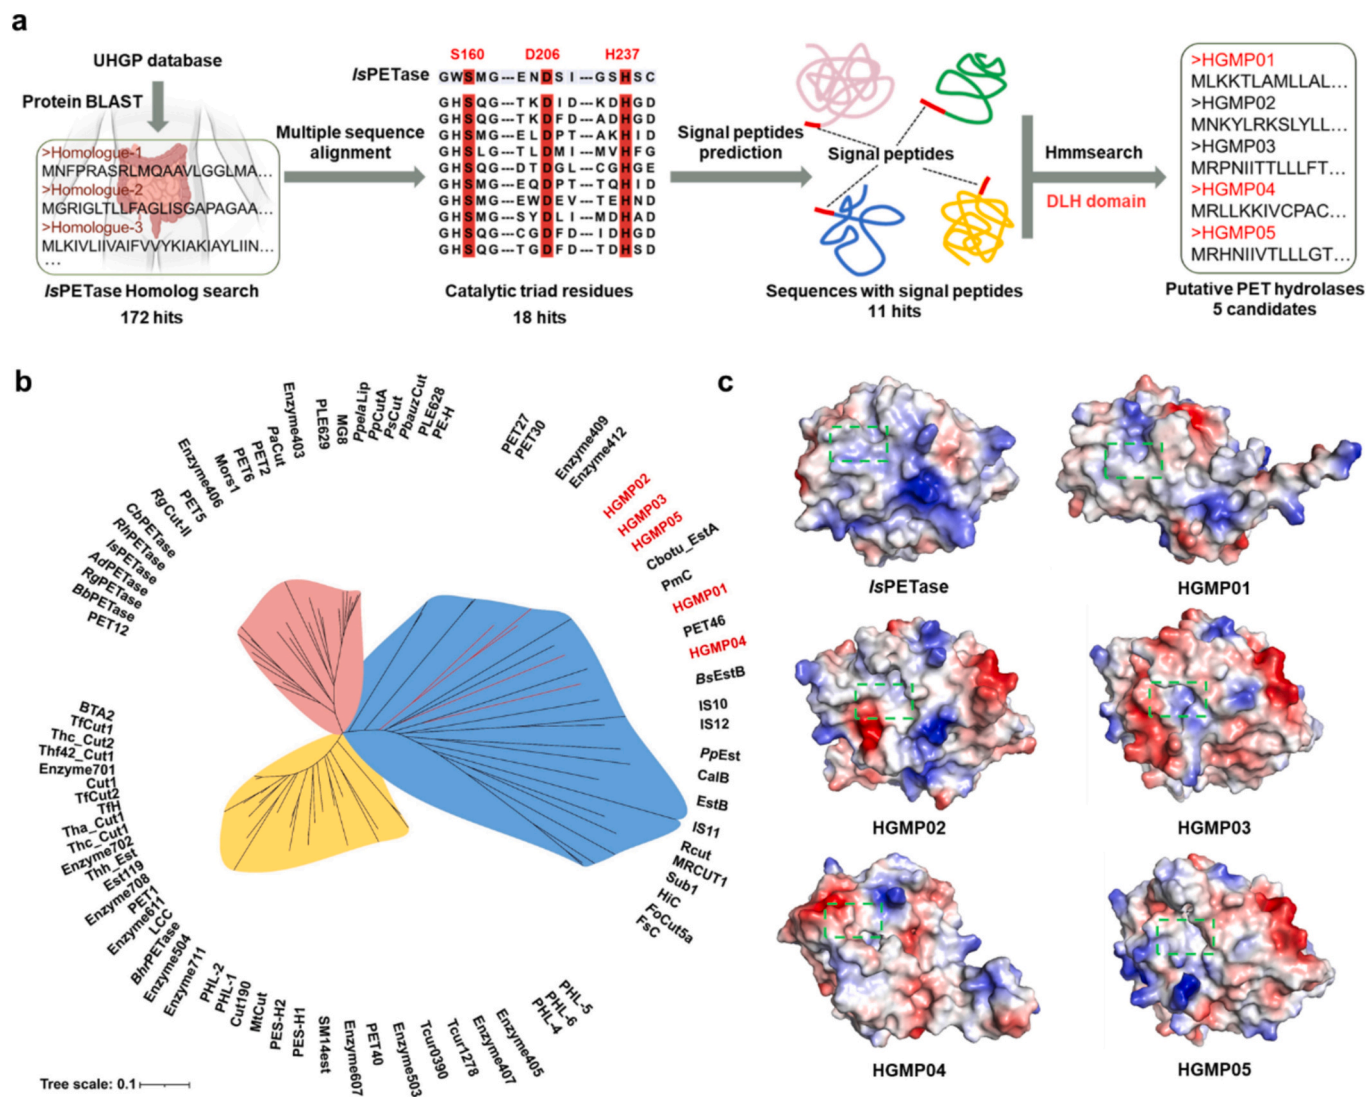 a
UHGP database
Protein BLAST
>Homologue-1
MNFPRASRLMQAAVLGGLMA...
>Homologue-2
MGRIGLTLLFAGLISGAPAGAA...
>Homologue-3
MLKIVLIIVAIFVVYKIAKIAYLIIN...
...
IsPETase Homolog search
172 hits
Multiple sequence
alignment
S160 D206 H237
IsPETase GWSMG---ENDSI---GSHSC
GHSQG---TKDID---KDHGD
GHSQG---TKDFD---ADHGD
GHSMG---ELDPT---AKHID
GHSLG---TLDMI---MVHFG
GHSQG---DTDGL---CGHGE
GHSMG---EQDPT---TQHID
GHSMG---EWDEV---TEHND
GHSMG---SYDLI---MDHAD
GHSQG---CGDFD---TDHGD
GHSQG---TGDFD---TDHSD
Catalytic triad residues
18 hits
Signal peptides
prediction
Signal peptides
Sequences with signal peptides
11 hits
Hmmsearch
DLH domain
>HGMP01
MLKKTLAMLLAL...
>HGMP02
MNKYLRKSLYLL...
>HGMP03
MRPNIITTLLLFT...
>HGMP04
MRLLKKIVCPAC...
>HGMP05
MRHNIIVTLLLGT...
Putative PET hydrolases
5 candidates
b
PET12
BbPETase
RgPETase
AdPETase
IsPETase
RhPETase
CbPETase
RgCut-II
PET5
Enzyme406
Mors1
PET6
PET2
PaCut
Enzyme403
PLE629
MG8
PpelaLip
PpCutA
PsCut
PbauzCut
PLE628
PE-H
PET27
PET30
Enzyme409
Enzyme412
HGMP02
HGMP03
HGMP05
Cbotu_EstA
PmC
HGMP01
PET46
HGMP04
BsEstB
IS10
IS12
PpEst
CalB
EstB
IS11
Rcut
MRCUT1
Sub1
HiC
FoCut5a
FsC
PHL-5
PHL-6
PHL-4
Enzyme405
Enzyme407
Tcur1278
Tcur0390
Enzyme503
PET40
Enzyme607
SM14est
PES-H1
PES-H2
MtCut
Cut190
PHL-1
PHL-2
Enzyme711
Enzyme504
BhrPETase
LCC
Enzyme611
PET1
Enzyme708
Est119
Thh_Est
Enzyme702
Thc_Cut1
Tha_Cut1
TfH
TfCut2
Cut1
Enzyme701
Thf42_Cut1
Thc_Cut2
TfCut1
BTA2
Tree scale: 0.1
c
IsPETase
HGMP01
HGMP02
HGMP03
HGMP04
HGMP05